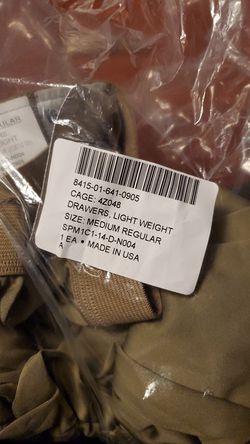 ULAR
8415-01-641-0905
CAGE: 4Z048
DRAWERS, LIGHT WEIGHT
SIZE: MEDIUM REGULAR
SPM1C1-14-D-N004
1 EA • MADE IN USA
A